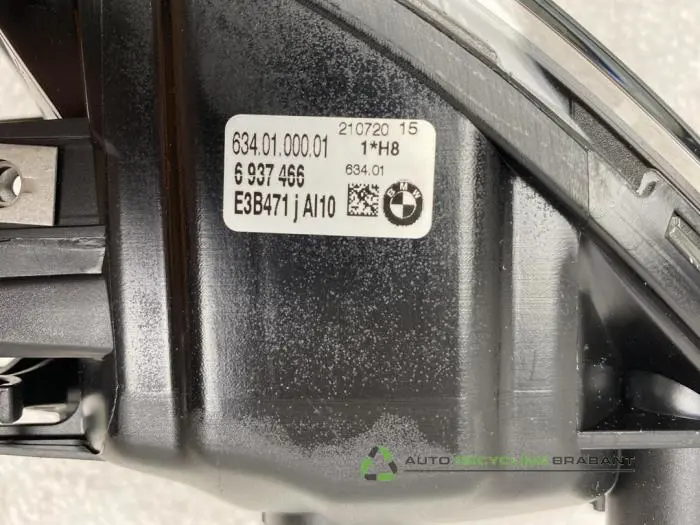 210720 15
634.01.000.01 1*H8
6 937 466 634.01
E3B471 j AI10 BMW
AUTO RECYCLING BRABANT